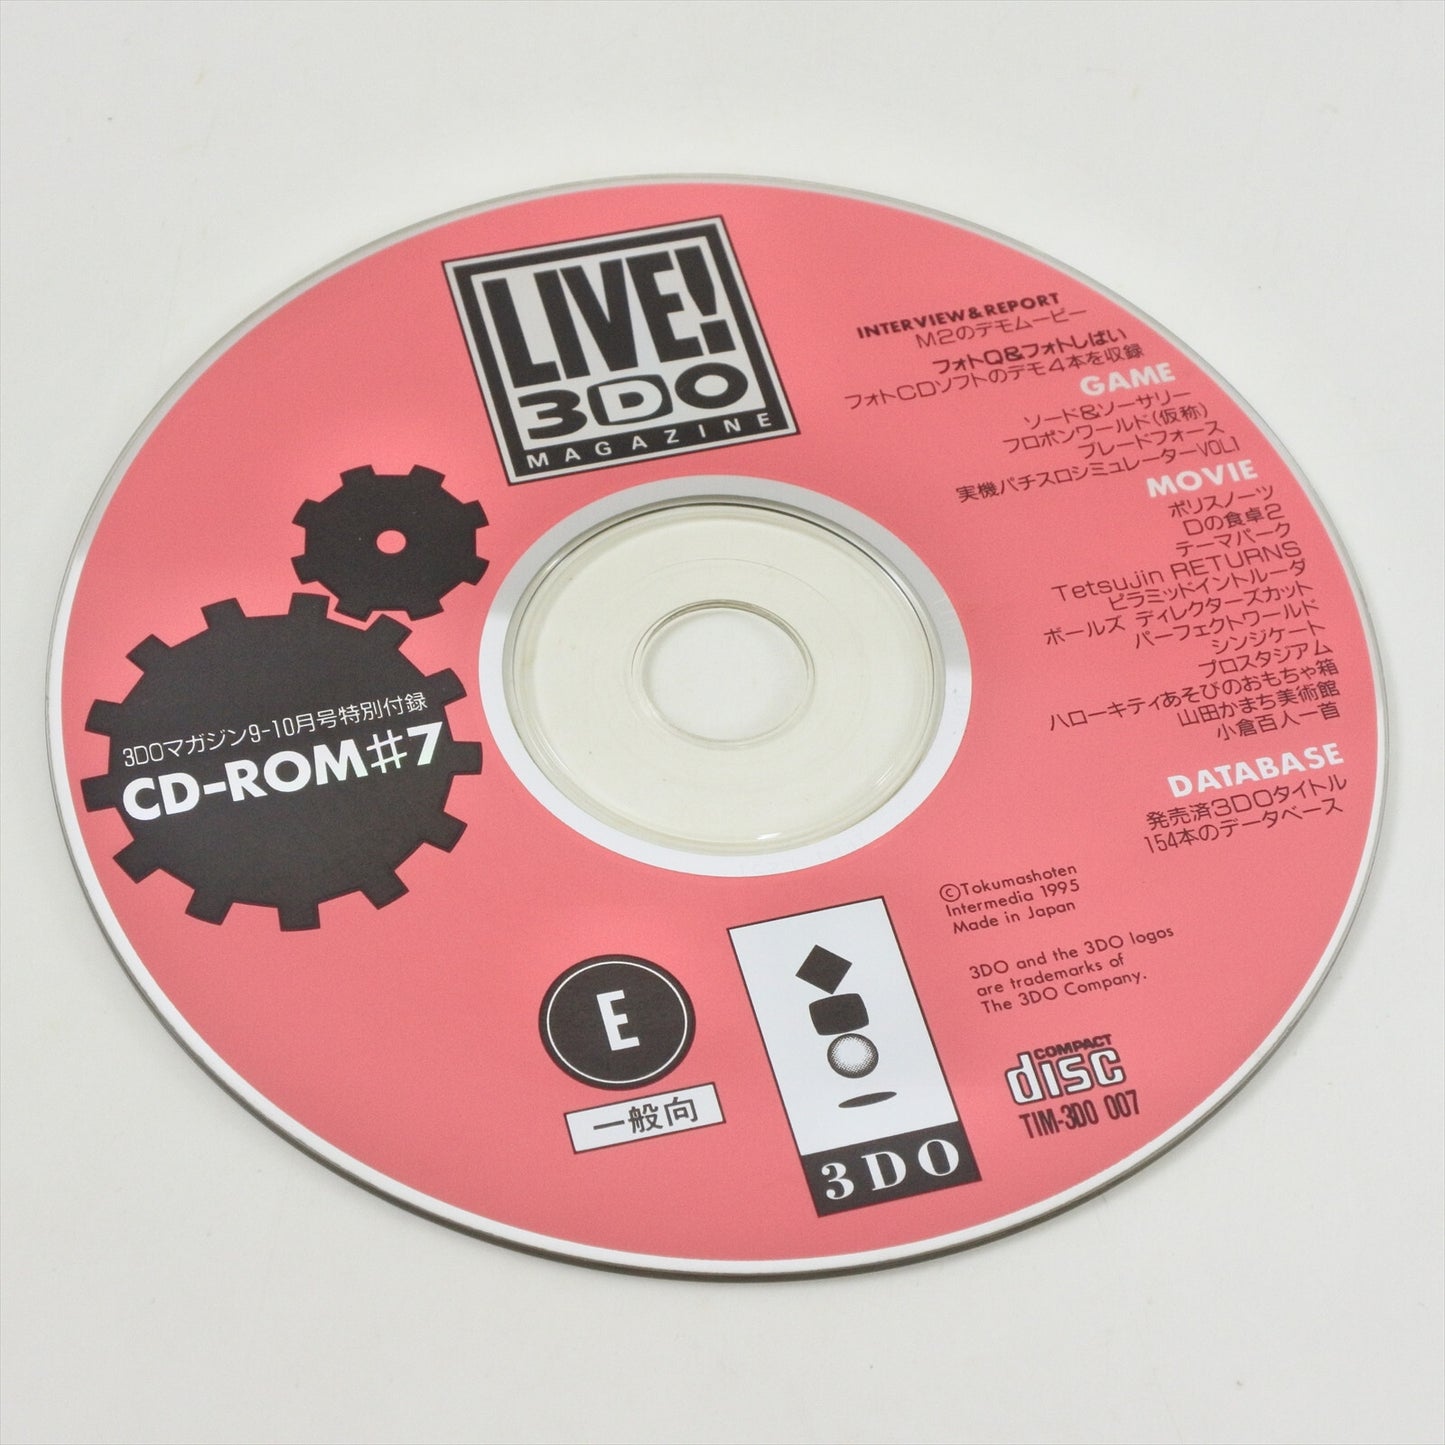 LIVE!
3DO
MAGAZINE
INTERVIEW&REPORT
M2のデモムービー
フォトQ&フォトしばい
フォトCDソフトのデモ4本を収録
GAME
ソード&ソーサリー
フロポンワールド(仮称)
ブレードフォース
実機パチスロシミュレーターVOL1
MOVIE
ポリスノーツ
Dの食卓2
テーマパーク
Tetsujin RETURNS
ピラミッドイントルーダ
ボールズ ディレクターズカット
パーフェクトワールド
シンジケート
プロスタジアム
ハローキティあそびのおもちゃ箱
山田かまち美術館
小倉百人一首
DATABASE
発売済3DOタイトル
154本のデータベース
3DOマガジン9-10月号特別付録
CD-ROM#7
©Tokumashoten
Intermedia 1995
Made in Japan
3DO and the 3DO logos
are trademarks of
The 3DO Company.
E
一般向
3DO
COMPACT
disc
TIM-3DO 007